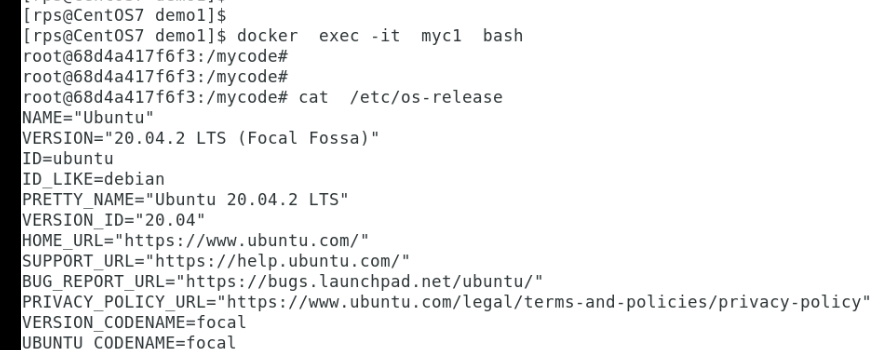 [rps@CentOS7 demo1]$
[rps@CentOS7 demo1]$
[rps@CentOS7 demo1]$ docker  exec -it  myc1  bash
root@68d4a417f6f3:/mycode#
root@68d4a417f6f3:/mycode#
root@68d4a417f6f3:/mycode# cat  /etc/os-release
NAME="Ubuntu"
VERSION="20.04.2 LTS (Focal Fossa)"
ID=ubuntu
ID_LIKE=debian
PRETTY_NAME="Ubuntu 20.04.2 LTS"
VERSION_ID="20.04"
HOME_URL="https://www.ubuntu.com/"
SUPPORT_URL="https://help.ubuntu.com/"
BUG_REPORT_URL="https://bugs.launchpad.net/ubuntu/"
PRIVACY_POLICY_URL="https://www.ubuntu.com/legal/terms-and-policies/privacy-policy"
VERSION_CODENAME=focal
UBUNTU_CODENAME=focal